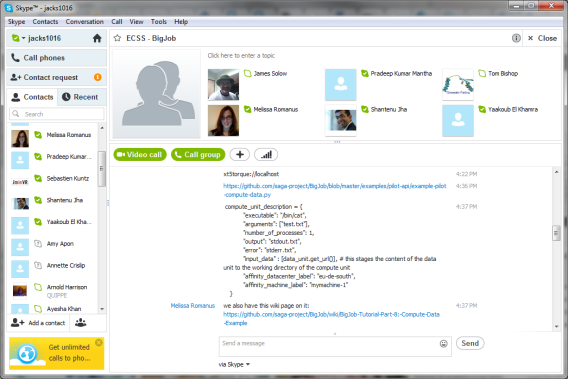 Skype™ - jacks1016
Skype Contacts Conversation Call View Tools Help
jacks1016
Call phones
Contact request 1
Contacts Recent
Search
Melissa Romanus
Pradeep Kumar...
Sebastien Kuntz
Shantenu Jha
Yaakoub El Kha...
Amy Apon
Annette Crislip
Arnold Harrison
QUIPPE
Ayesha Khan
Add a contact
Get unlimited
calls to pho...
ECSS - BigJob
Close
Click here to enter a topic
James Solow
Pradeep Kumar Mantha
Tom Bishop
Melissa Romanus
Shantenu Jha
Yaakoub El Khamra
Video call Call group
xt5torque://localhost 4:22 PM
https://github.com/saga-project/BigJob/blob/master/examples/pilot-api/example-pilot 4:36 PM
-compute-data.py
compute_unit_description = { 4:37 PM
"executable": "/bin/cat",
"arguments": ["test.txt"],
"number_of_processes": 1,
"output": "stdout.txt",
"error": "stderr.txt",
"input_data" : [data_unit.get_url()], # this stages the content of the data
unit to the working directory of the compute unit
"affinity_datacenter_label": "eu-de-south",
"affinity_machine_label": "mymachine-1"
}
Melissa Romanus we also have this wiki page on it: 4:37 PM
https://github.com/saga-project/BigJob/wiki/BigJob-Tutorial-Part-8:-Compute-Data
-Example
Send a message
Send
via Skype